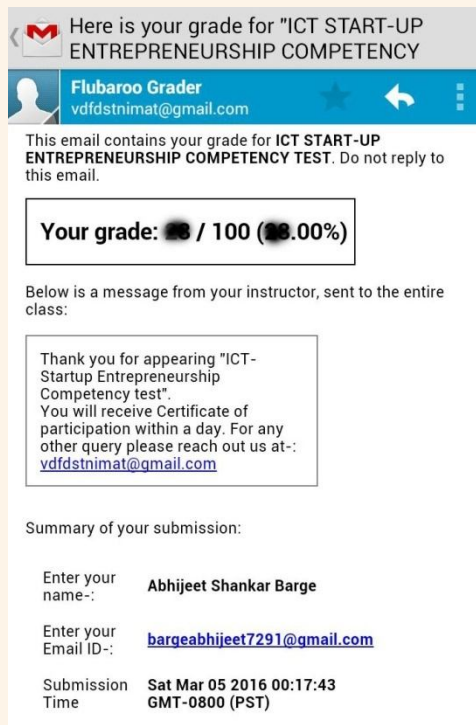 Here is your grade for "ICT START-UP
ENTREPRENEURSHIP COMPETENCY
Flubaroo Grader
vdfdstnimat@gmail.com
This email contains your grade for ICT START-UP
ENTREPRENEURSHIP COMPETENCY TEST. Do not reply to
this email.
Your grade: / 100 ( .00%)
Below is a message from your instructor, sent to the entire
class:
Thank you for appearing "ICT-
Startup Entrepreneurship
Competency test".
You will receive Certificate of
participation within a day. For any
other query please reach out us at-:
vdfdstnimat@gmail.com
Summary of your submission:
Enter your
name-:
Abhijeet Shankar Barge
Enter your
Email ID-:
bargeabhijeet7291@gmail.com
Submission
Time
Sat Mar 05 2016 00:17:43
GMT-0800 (PST)